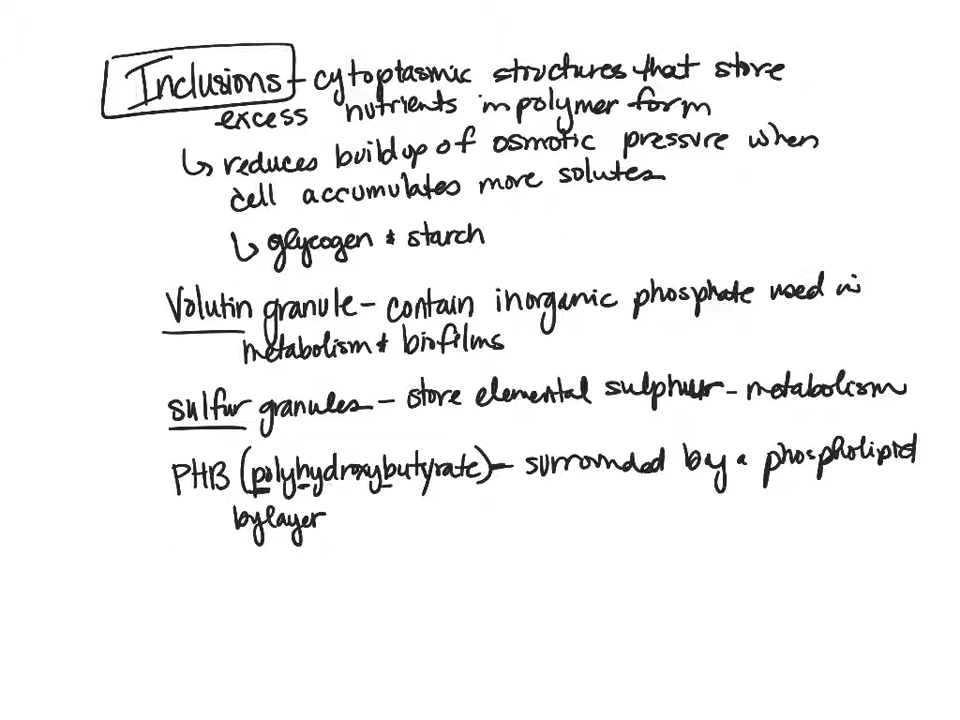 Inclusions - cytoplasmic structures that store
excess nutrients in polymer form
↳ reduces build up of osmotic pressure when
cell accumulates more solutes
↳ glycogen & starch
Volutin granule - contain inorganic phosphate used in
metabolism & biofilms
sulfur granules - store elemental sulphur - metabolism
PHB (polyhydroxybutyrate) - surrounded by a phospholipid
bylayer